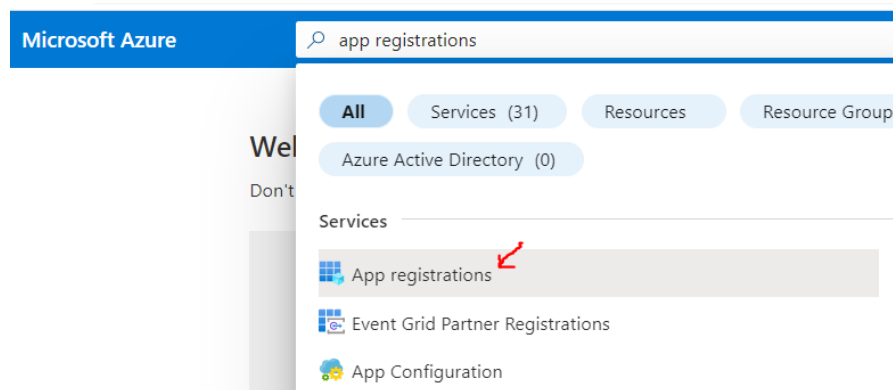 Microsoft Azure
app registrations
All Services (31) Resources Resource Group
Wel
Azure Active Directory (0)
Don't
Services
App registrations
Event Grid Partner Registrations
App Configuration